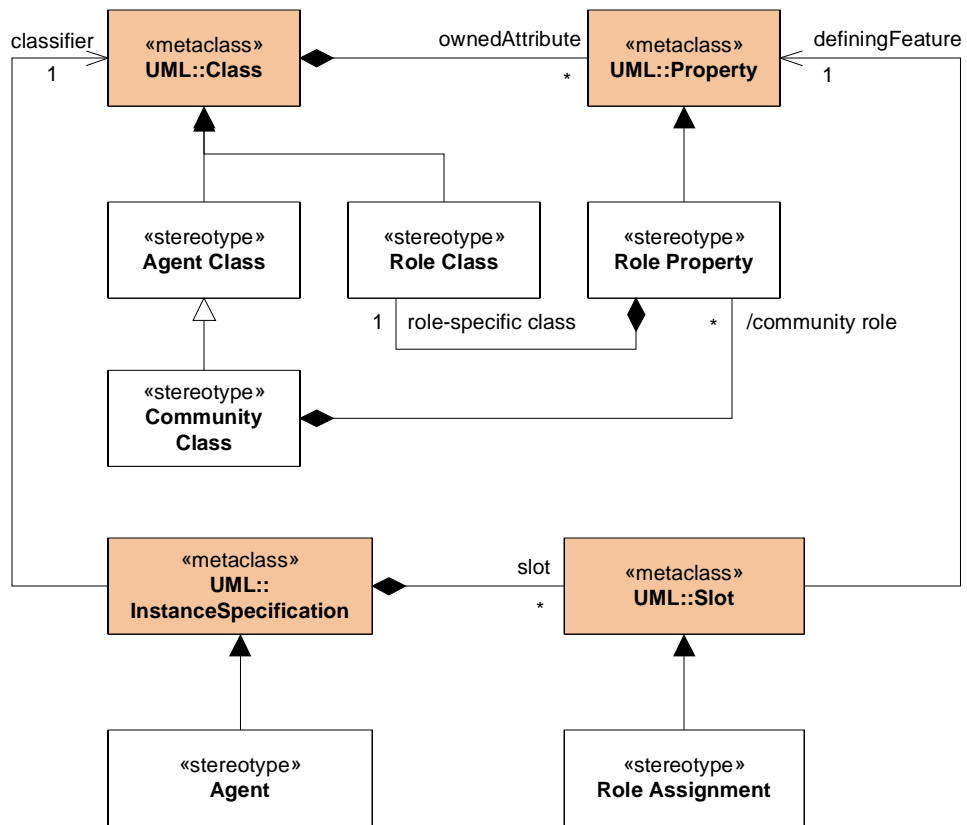 classifier
1
«metaclass»
UML::Class
ownedAttribute
*
«metaclass»
UML::Property
definingFeature
1
«stereotype»
Agent Class
«stereotype»
Role Class
«stereotype»
Role Property
1
role-specific class
*
/community role
«stereotype»
Community
Class
«metaclass»
UML::
InstanceSpecification
slot
*
«metaclass»
UML::Slot
«stereotype»
Agent
«stereotype»
Role Assignment